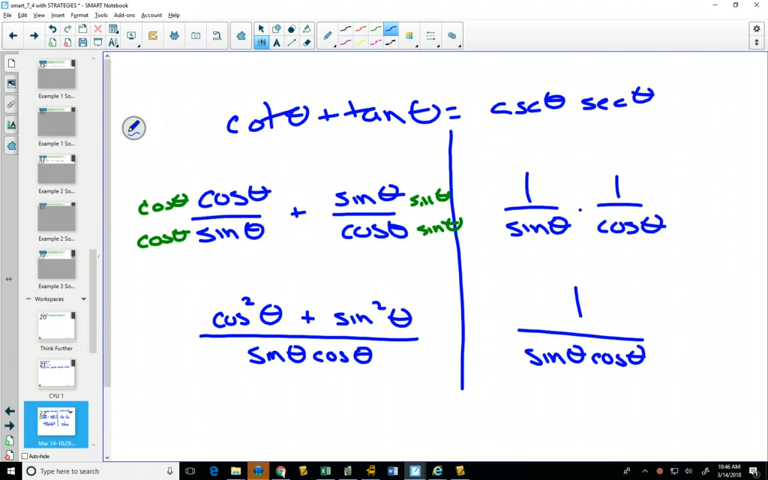 smart_7_4 with STRATEGIES * - SMART Notebook
File Edit View Insert Format Tools Add-ons Account Help
cotθ + tanθ = cscθ secθ
cosθ cosθ + sinθ sinθ 1 · 1
cosθ sinθ cosθ sinθ sinθ cosθ
cos²θ + sin²θ 1
sinθ cosθ sinθ cosθ
Example 1 So...
Example 1 So...
Example 2
Example 2 So...
Example 3 So...
Workspaces
Think Further
CYU 1
Mar 14-10:29...
Auto-hide
Type here to search
10:46 AM
3/14/2018